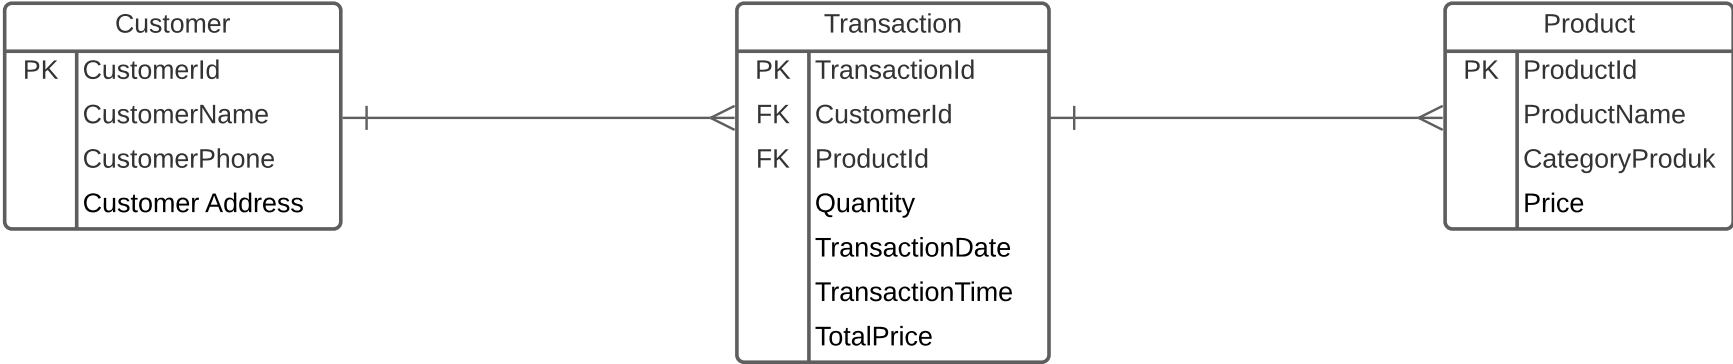 Customer
PK CustomerId
CustomerName
CustomerPhone
Customer Address
Transaction
PK TransactionId
FK CustomerId
FK ProductId
Quantity
TransactionDate
TransactionTime
TotalPrice
Product
PK ProductId
ProductName
CategoryProduk
Price